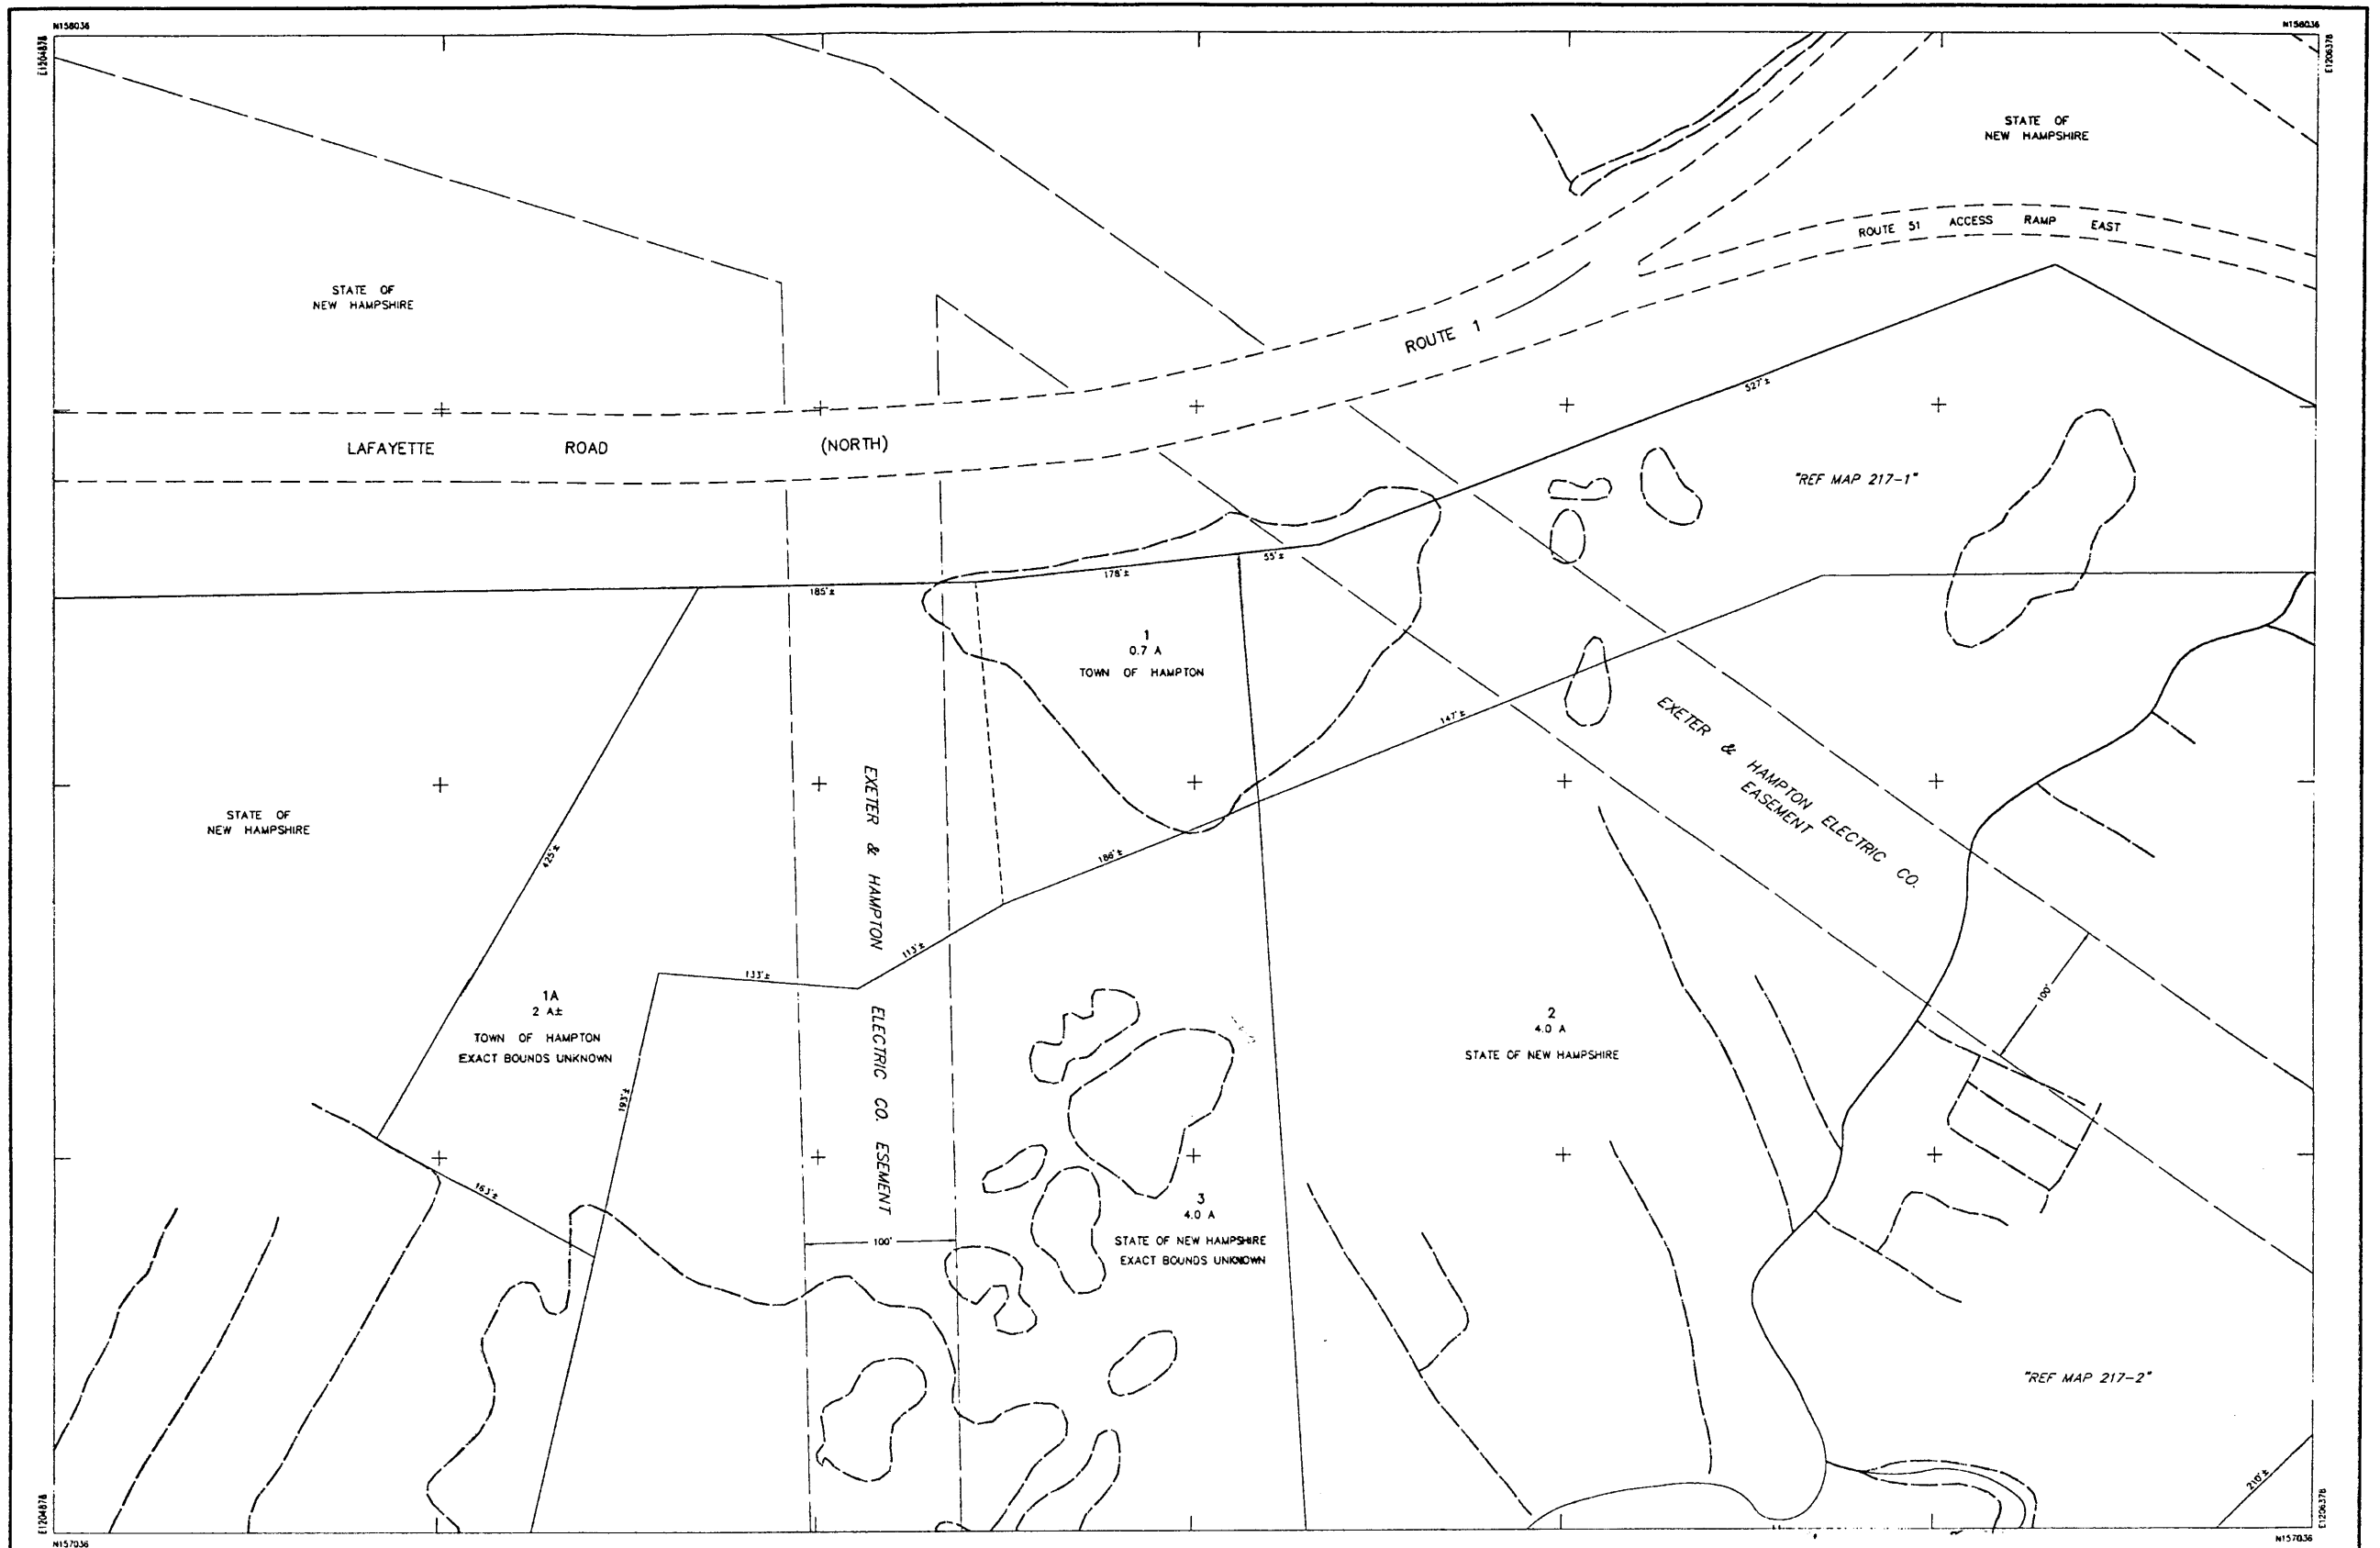 N158036
N158036
E1204878
E1206378
STATE OF
NEW HAMPSHIRE
ROUTE 51 ACCESS RAMP EAST
STATE OF
NEW HAMPSHIRE
ROUTE 1
527'±
LAFAYETTE ROAD (NORTH)
"REF MAP 217-1"
55'±
178'±
185'±
1
0.7 A
TOWN OF HAMPTON
147'±
EXETER & HAMPTON ELECTRIC CO.
EASEMENT
STATE OF
NEW HAMPSHIRE
425'±
186'±
EXETER & HAMPTON ELECTRIC CO. ESEMENT
113'±
133'±
1A
2 A±
TOWN OF HAMPTON
EXACT BOUNDS UNKNOWN
100'
2
4.0 A
STATE OF NEW HAMPSHIRE
193'±
163'±
3
4.0 A
STATE OF NEW HAMPSHIRE
EXACT BOUNDS UNKNOWN
100'
"REF MAP 217-2"
210'±
E1204878
E1206378
N157036
N157036